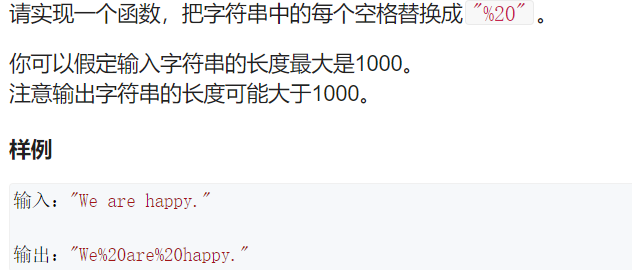 请实现一个函数，把字符串中的每个空格替换成"%20"。
你可以假定输入字符串的长度最大是1000。
注意输出字符串的长度可能大于1000。
样例
输入："We are happy."
输出："We%20are%20happy."